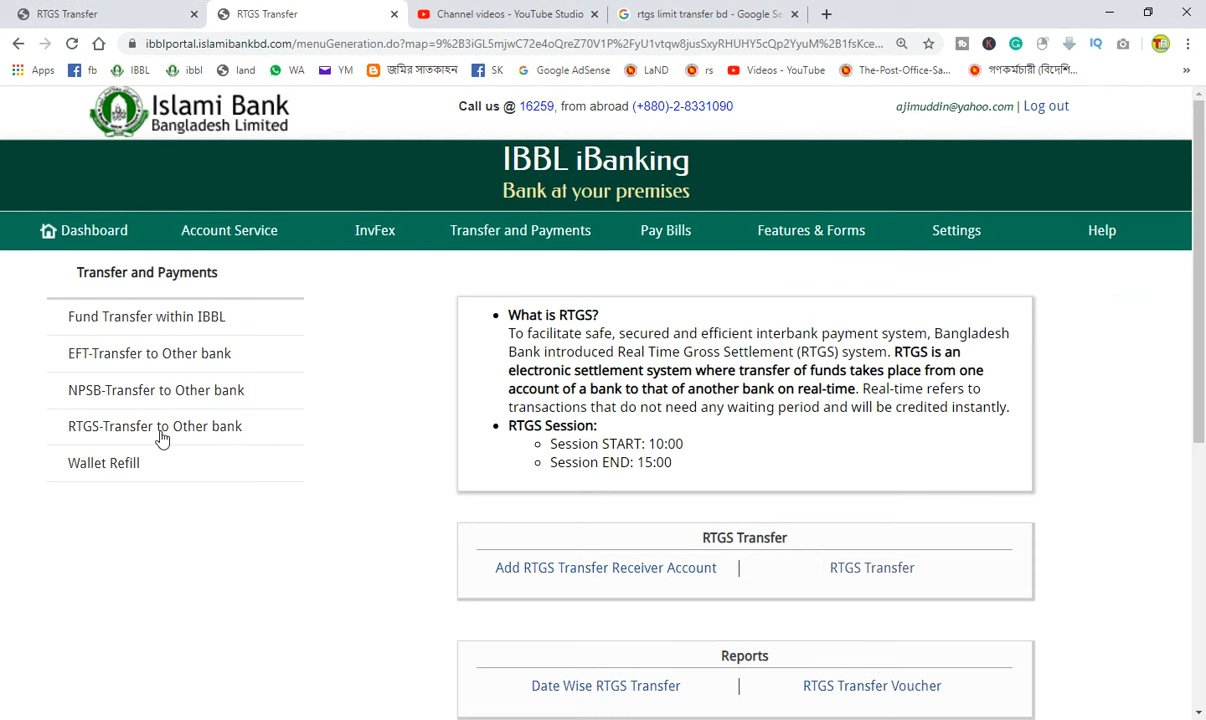 RTGS Transfer
RTGS Transfer
Channel videos - YouTube Studio
rtgs limit transfer bd - Google Se
ibblportal.islamibankbd.com/menuGeneration.do?map=9%2B3iGL5mjwC72e4oQreZ70V1P%2FyU1vtqw8jusSxyRHUHY5cQp2YyuM%2B1fsKce...
Apps
fb
IBBL
ibbl
land
WA
YM
জমির সাতকাহন
SK
Google AdSense
LaND
rs
Videos - YouTube
The-Post-Office-Sa...
গণকর্মচারী (বিদেশি...
Islami Bank
Bangladesh Limited
Call us @ 16259, from abroad (+880)-2-8331090
ajimuddin@yahoo.com | Log out
IBBL iBanking
Bank at your premises
Dashboard
Account Service
InvFex
Transfer and Payments
Pay Bills
Features & Forms
Settings
Help
Transfer and Payments
Fund Transfer within IBBL
EFT-Transfer to Other bank
NPSB-Transfer to Other bank
RTGS-Transfer to Other bank
Wallet Refill
What is RTGS?
To facilitate safe, secured and efficient interbank payment system, Bangladesh
Bank introduced Real Time Gross Settlement (RTGS) system. RTGS is an
electronic settlement system where transfer of funds takes place from one
account of a bank to that of another bank on real-time. Real-time refers to
transactions that do not need any waiting period and will be credited instantly.
RTGS Session:
Session START: 10:00
Session END: 15:00
RTGS Transfer
Add RTGS Transfer Receiver Account | RTGS Transfer
Reports
Date Wise RTGS Transfer | RTGS Transfer Voucher